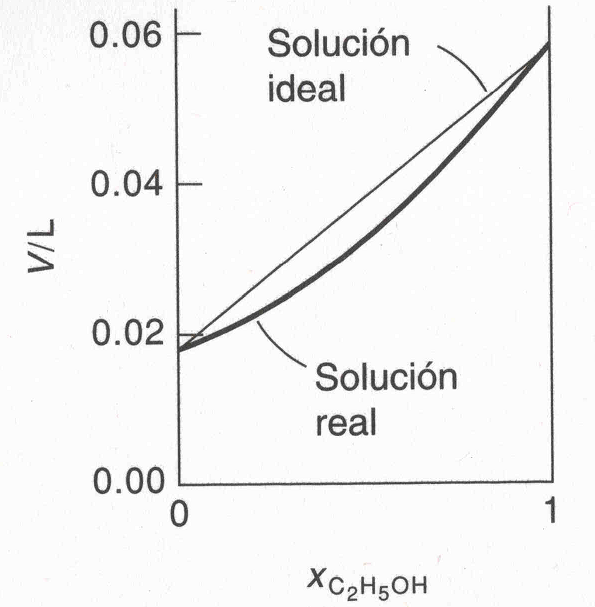 0.06
Solución
ideal
0.04
V/L
0.02
Solución
real
0.00
0
1
xC₂H₅OH